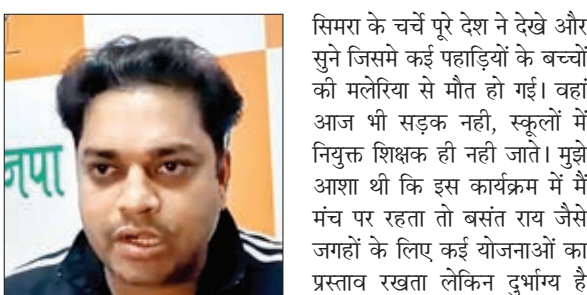 जपा
सिमरा के चर्चे पूरे देश ने देखे और
सुने जिसमे कई पहाड़ियों के बच्चों
की मलेरिया से मौत हो गई। वहां
आज भी सड़क नही, स्कूलों में
नियुक्त शिक्षक ही नही जाते। मुझे
आशा थी कि इस कार्यक्रम में मैं
मंच पर रहता तो बसंत राय जैसे
जगहों के लिए कई योजनाओं का
प्रस्ताव रखता लेकिन दुर्भाग्य है